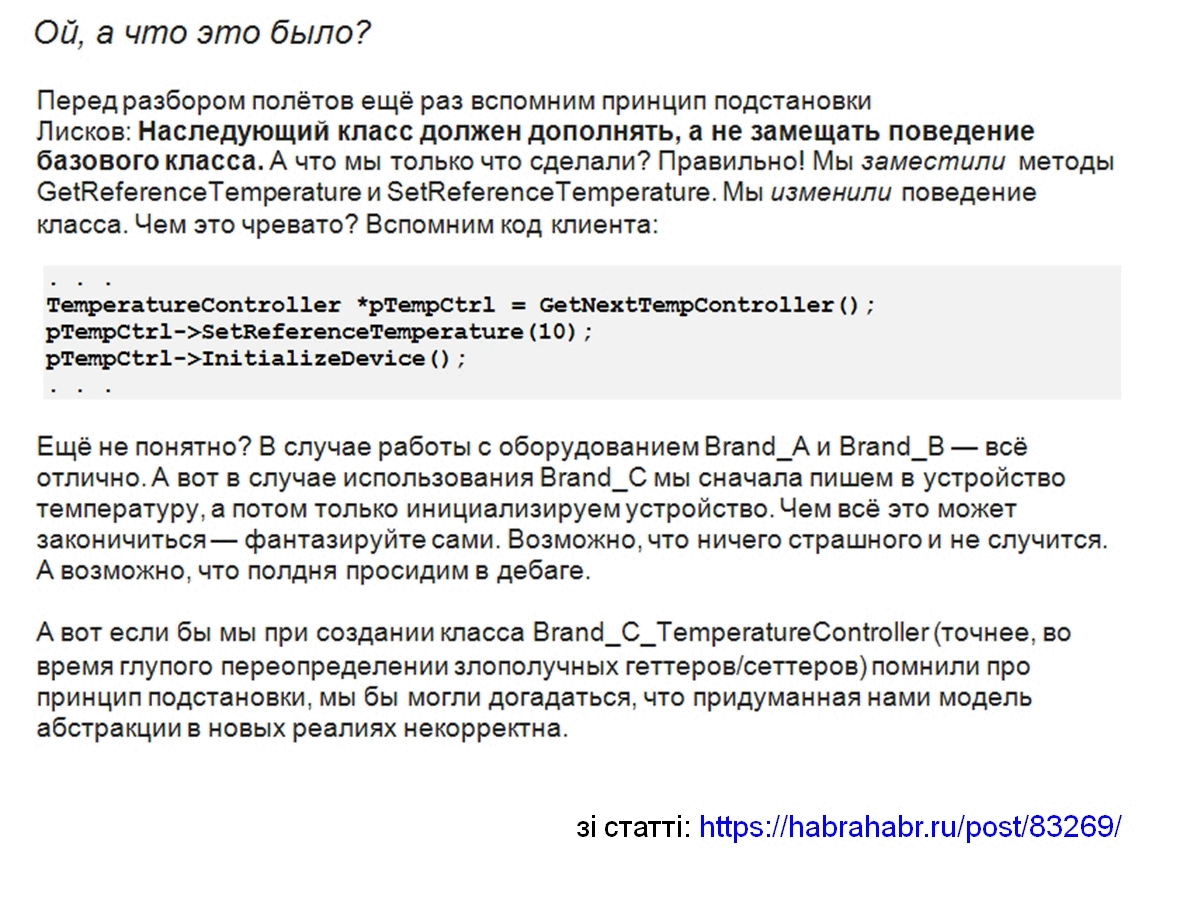 Ой, а что это было?
Перед разбором полётов ещё раз вспомним принцип подстановки
Лисков: Наследующий класс должен дополнять, а не замещать поведение
базового класса. А что мы только что сделали? Правильно! Мы заместили методы
GetReferenceTemperature и SetReferenceTemperature. Мы изменили поведение
класса. Чем это чревато? Вспомним код клиента:
. . .
TemperatureController *pTempCtrl = GetNextTempController();
pTempCtrl->SetReferenceTemperature(10);
pTempCtrl->InitializeDevice();
. . .
Ещё не понятно? В случае работы с оборудованием Brand_A и Brand_B — всё
отлично. А вот в случае использования Brand_C мы сначала пишем в устройство
температуру, а потом только инициализируем устройство. Чем всё это может
законичиться — фантазируйте сами. Возможно, что ничего страшного и не случится.
А возможно, что полдня просидим в дебаге.
А вот если бы мы при создании класса Brand_C_TemperatureController (точнее, во
время глупого переопределении злополучных геттеров/сеттеров) помнили про
принцип подстановки, мы бы могли догадаться, что придуманная нами модель
абстракции в новых реалиях некорректна.
зі статті: https://habrahabr.ru/post/83269/